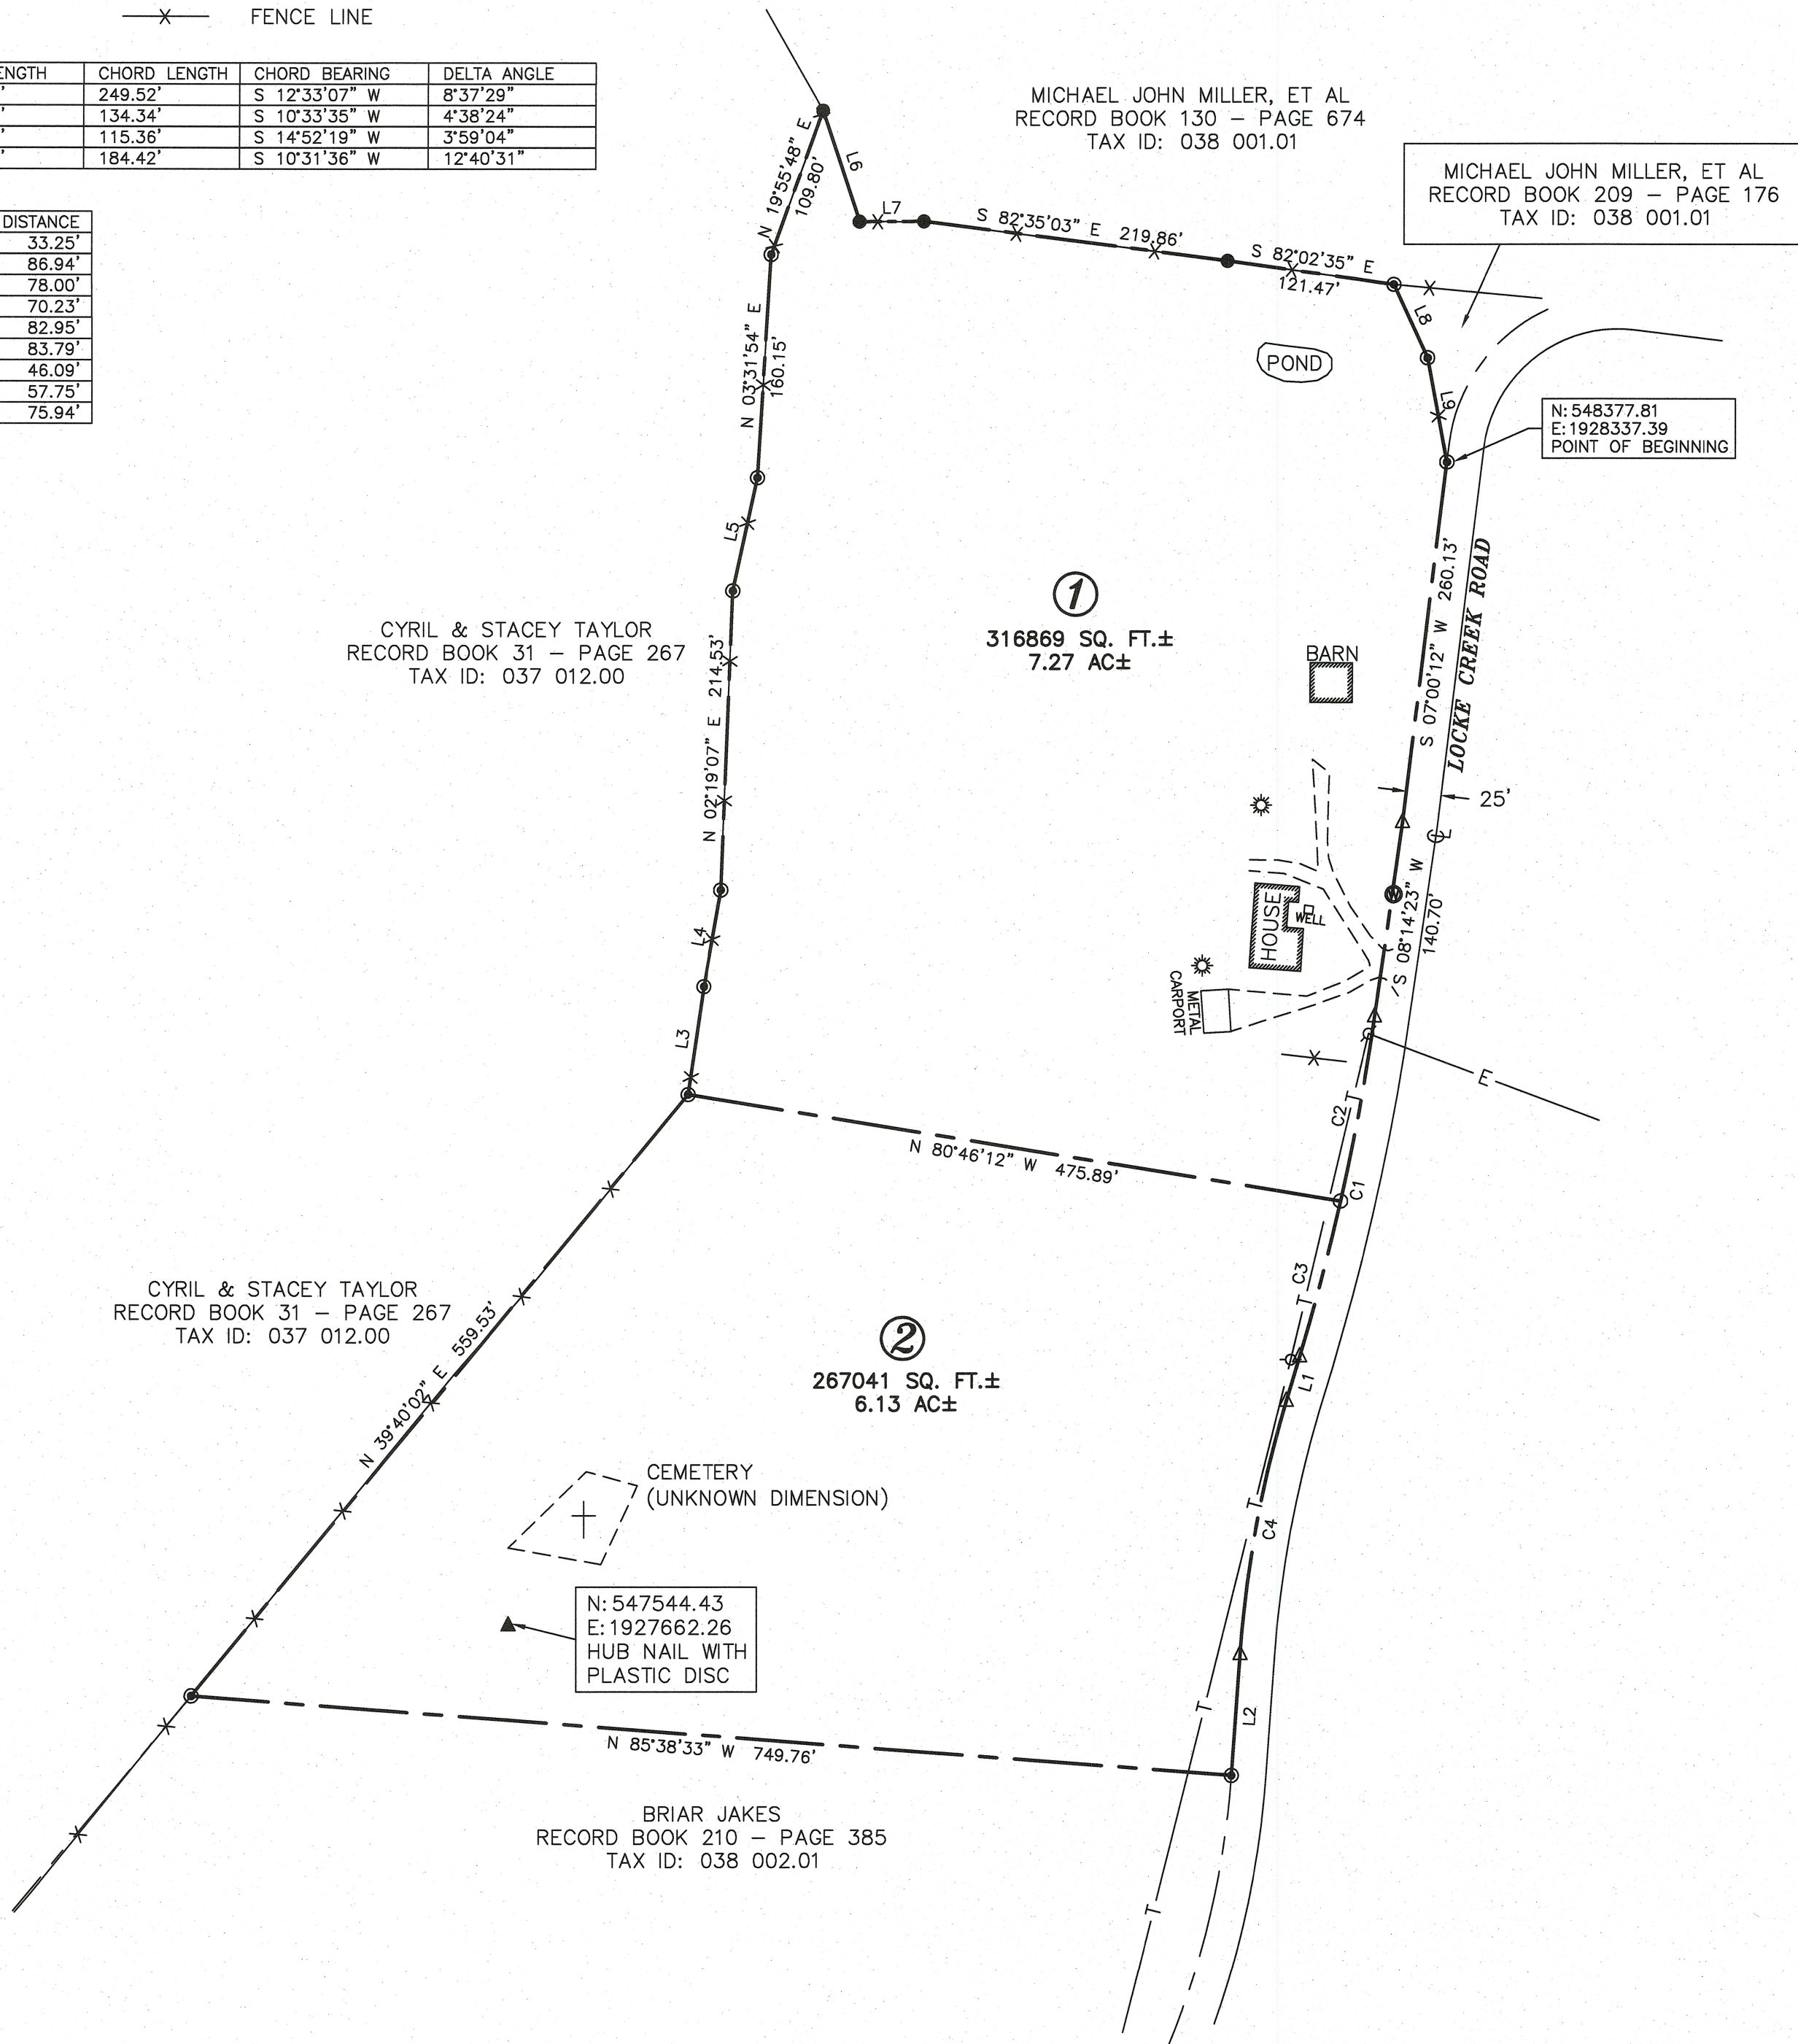 FENCE LINE
ENGTH CHORD LENGTH CHORD BEARING DELTA ANGLE
' 249.52' S 12°33'07" W 8°37'29"
' 134.34' S 10°33'35" W 4°38'24"
' 115.36' S 14°52'19" W 3°59'04"
' 184.42' S 10°31'36" W 12°40'31"
DISTANCE
33.25'
86.94'
78.00'
70.23'
82.95'
83.79'
46.09'
57.75'
75.94'
MICHAEL JOHN MILLER, ET AL
RECORD BOOK 130 – PAGE 674
TAX ID: 038 001.01
MICHAEL JOHN MILLER, ET AL
RECORD BOOK 209 – PAGE 176
TAX ID: 038 001.01
N 19°55'48" E
109.80'
L6
L7
S 82°35'03" E 219.86'
S 82°02'35" E
121.47'
L8
L9
POND
N: 548377.81
E: 1928337.39
POINT OF BEGINNING
N 03°31'54" E
160.15'
L5
CYRIL & STACEY TAYLOR
RECORD BOOK 31 – PAGE 267
TAX ID: 037 012.00
1
316869 SQ. FT.±
7.27 AC±
BARN
S 07°00'12" W 260.13'
LOCKE CREEK ROAD
25'
CL
N 02°19'07" E 214.53'
W
S 08°14'23" W
140.70'
HOUSE
WELL
METAL
CARPORT
L4
L3
E
T
C2
N 80°46'12" W 475.89'
C1
C3
T
L1
CYRIL & STACEY TAYLOR
RECORD BOOK 31 – PAGE 267
TAX ID: 037 012.00
N 39°40'02" E 559.53'
2
267041 SQ. FT.±
6.13 AC±
CEMETERY
(UNKNOWN DIMENSION)
T
C4
N: 547544.43
E: 1927662.26
HUB NAIL WITH
PLASTIC DISC
T
L2
N 85°38'33" W 749.76'
BRIAR JAKES
RECORD BOOK 210 – PAGE 385
TAX ID: 038 002.01
T